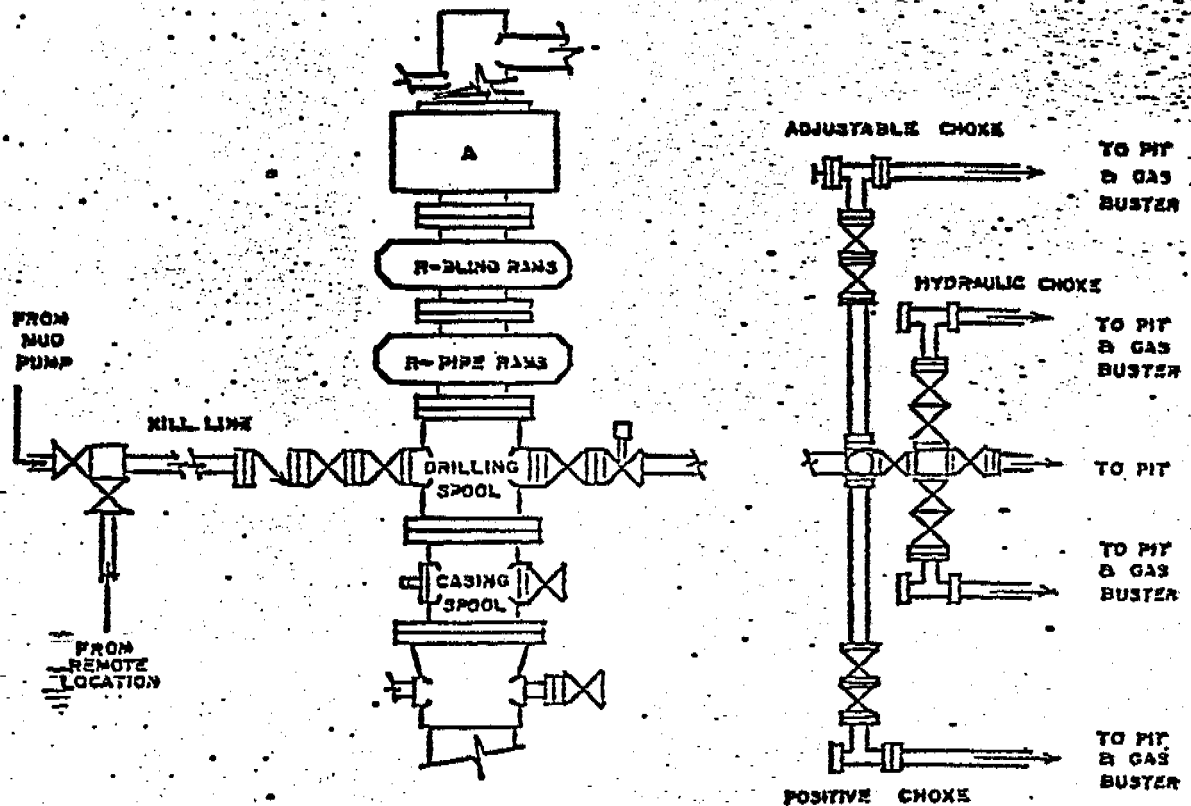 ADJUSTABLE CHOKE
TO PIT
& GAS
BUSTER
A
R-BLIND RAMS
HYDRAULIC CHOKE
TO PIT
& GAS
BUSTER
FROM
MUD
PUMP
R-PIPE RAMS
KILL LINE
DRILLING
SPOOL
TO PIT
TO PIT
& GAS
BUSTER
CASING
SPOOL
FROM
REMOTE
LOCATION
TO PIT
& GAS
BUSTER
POSITIVE CHOKE